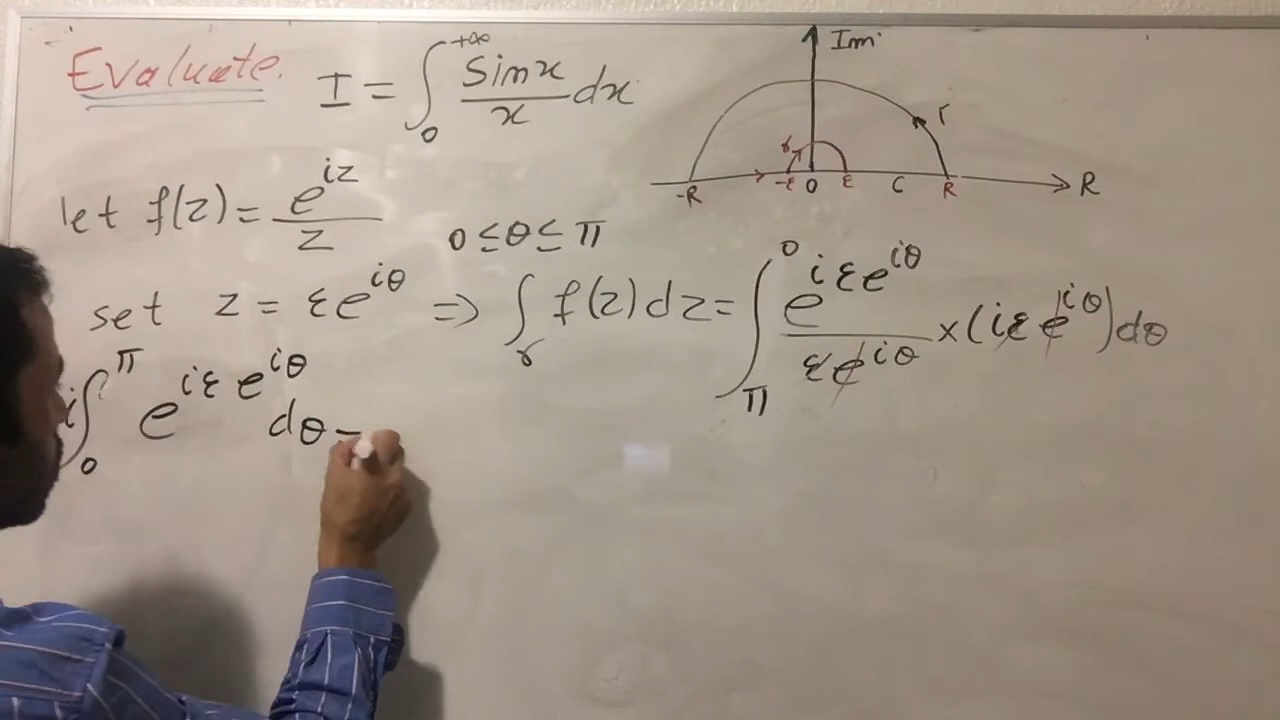 Evaluate. I = ∫₀^{+∞} sinx/x dx
let f(z) = e^{iz}/z
0 ≤ θ ≤ π
set z = εe^{iθ} ⇒ ∫_γ f(z)dz = ∫_π^0 e^{iεe^{iθ}}/εe^{iθ} × (iεe^{iθ})dθ
i∫₀^π e^{iεe^{iθ}} dθ -
Im
Γ
γ
-R -ε 0 ε C R R